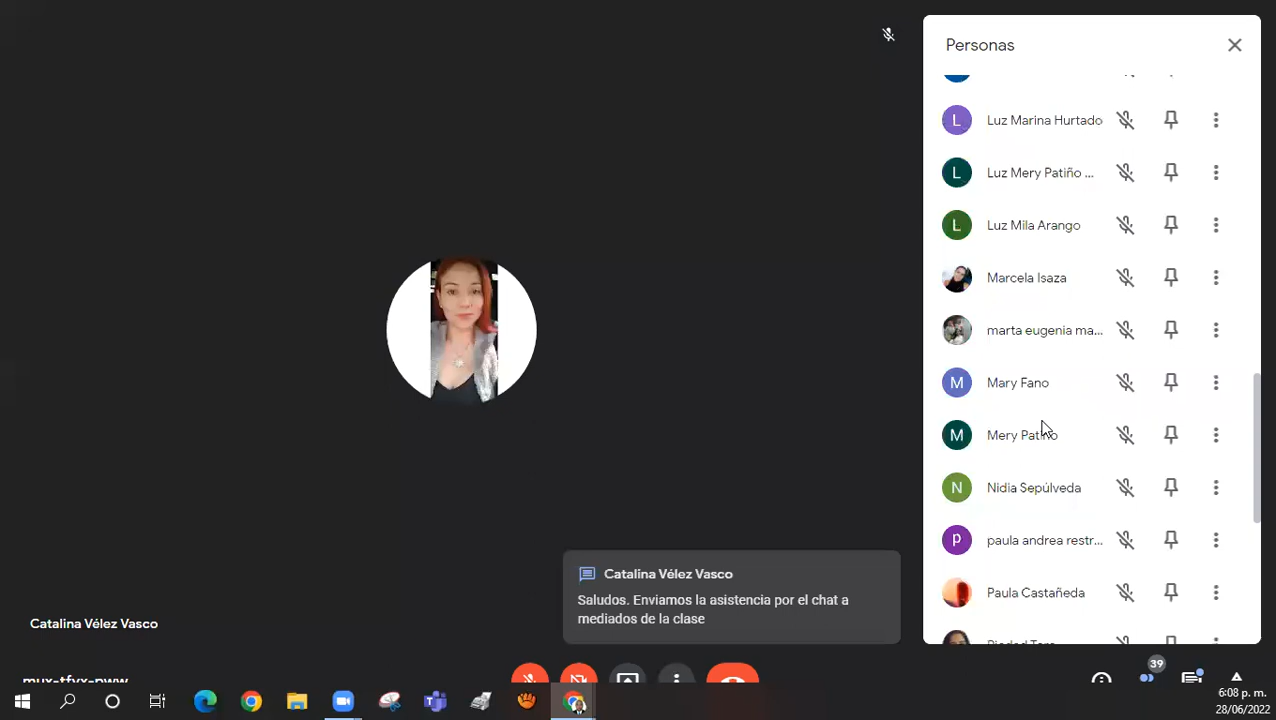 Personas
L Luz Marina Hurtado
L Luz Mery Patiño ...
L Luz Mila Arango
Marcela Isaza
marta eugenia ma...
M Mary Fano
M Mery Patiño
N Nidia Sepúlveda
p paula andrea restr...
Paula Castañeda
Piedad Toro
Catalina Vélez Vasco
Saludos. Enviamos la asistencia por el chat a
mediados de la clase
Catalina Vélez Vasco
39
6:08 p. m.
28/06/2022